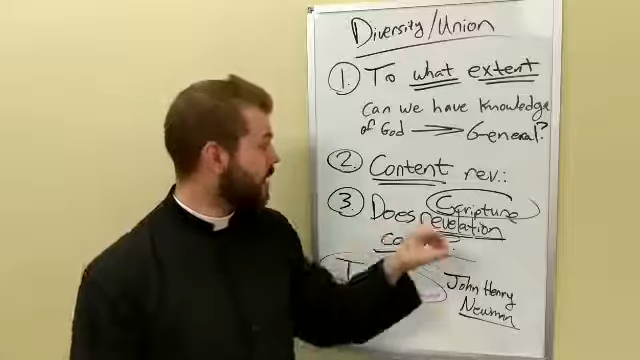 Diversity/Union
1. To what extent
Can we have knowledge
of God → General?
2. Content rev.:
Scripture
3. Does revelation
John Henry
Newman